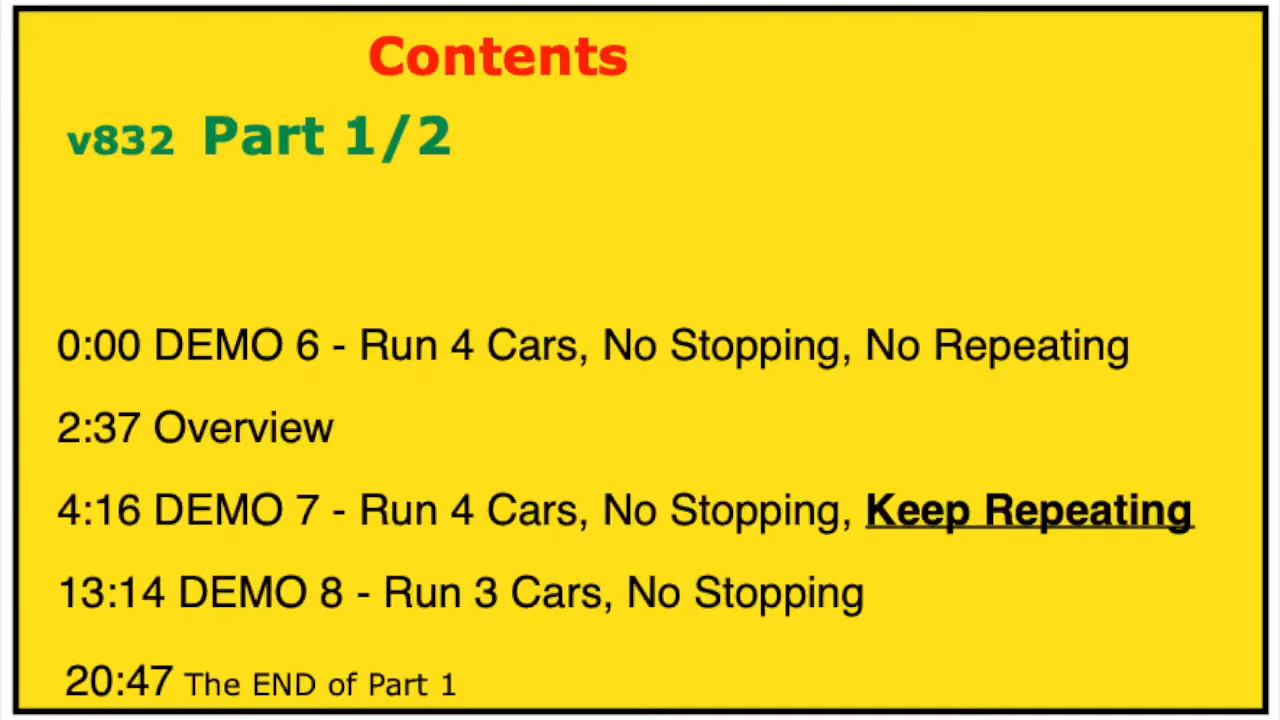 Contents
v832 Part 1/2
0:00 DEMO 6 - Run 4 Cars, No Stopping, No Repeating
2:37 Overview
4:16 DEMO 7 - Run 4 Cars, No Stopping, Keep Repeating
13:14 DEMO 8 - Run 3 Cars, No Stopping
20:47 The END of Part 1